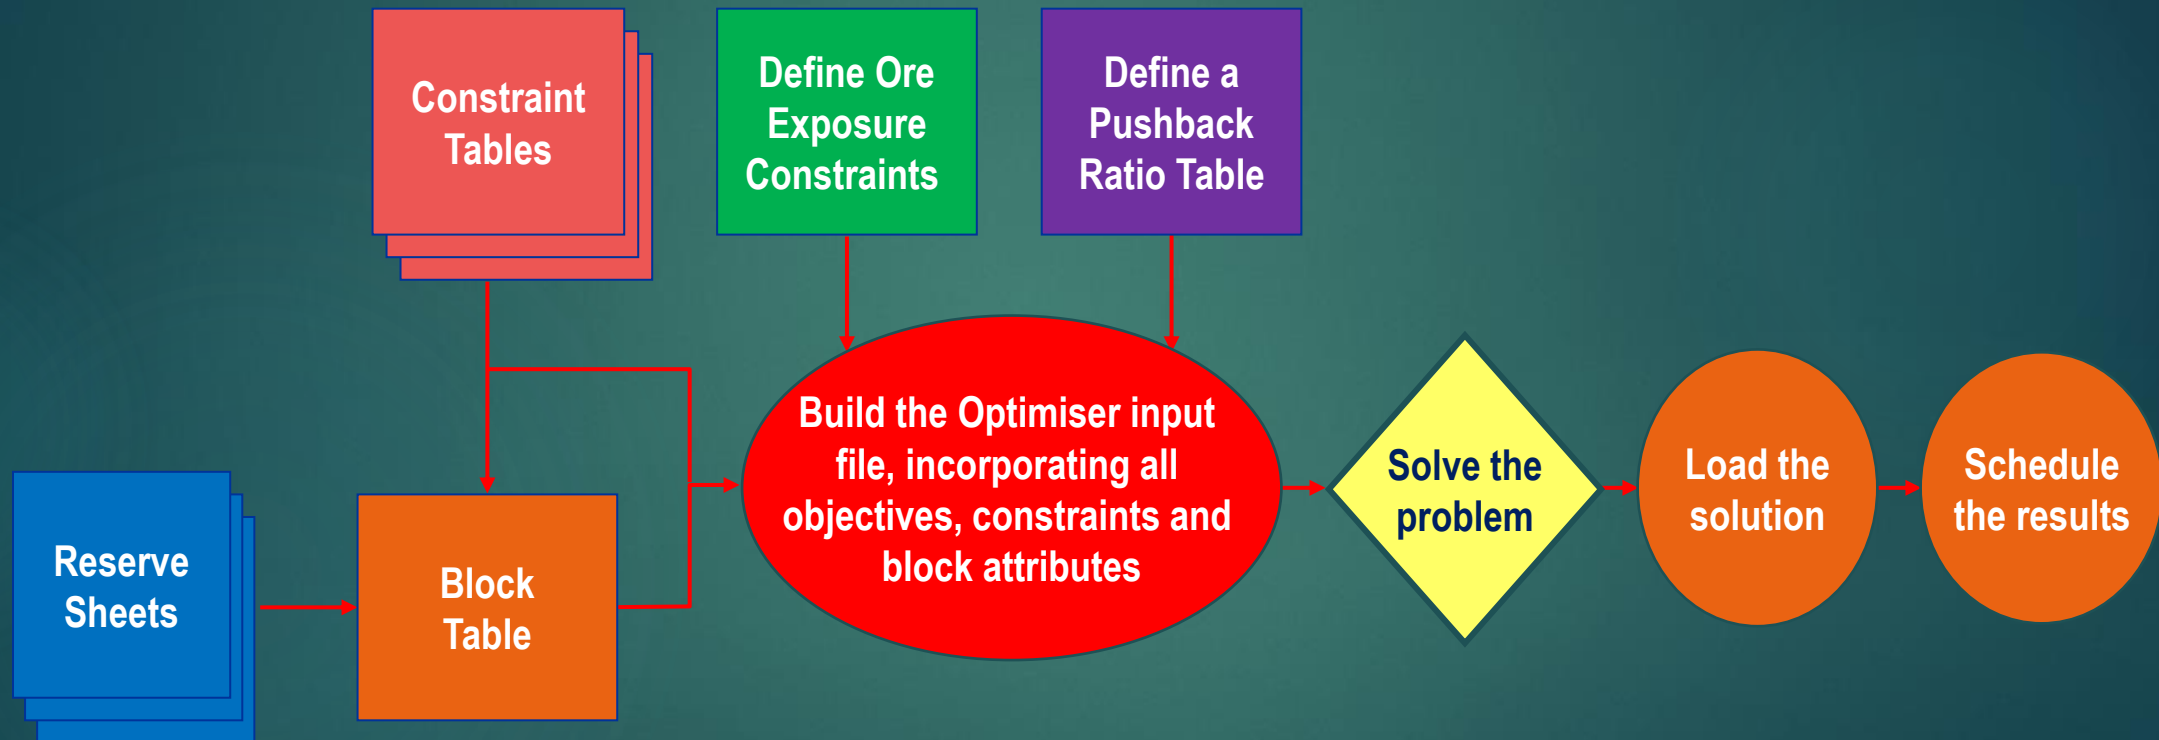 Constraint
Tables
Define Ore
Exposure
Constraints
Define a
Pushback
Ratio Table
Reserve
Sheets
Block
Table
Build the Optimiser input
file, incorporating all
objectives, constraints and
block attributes
Solve the
problem
Load the
solution
Schedule
the results